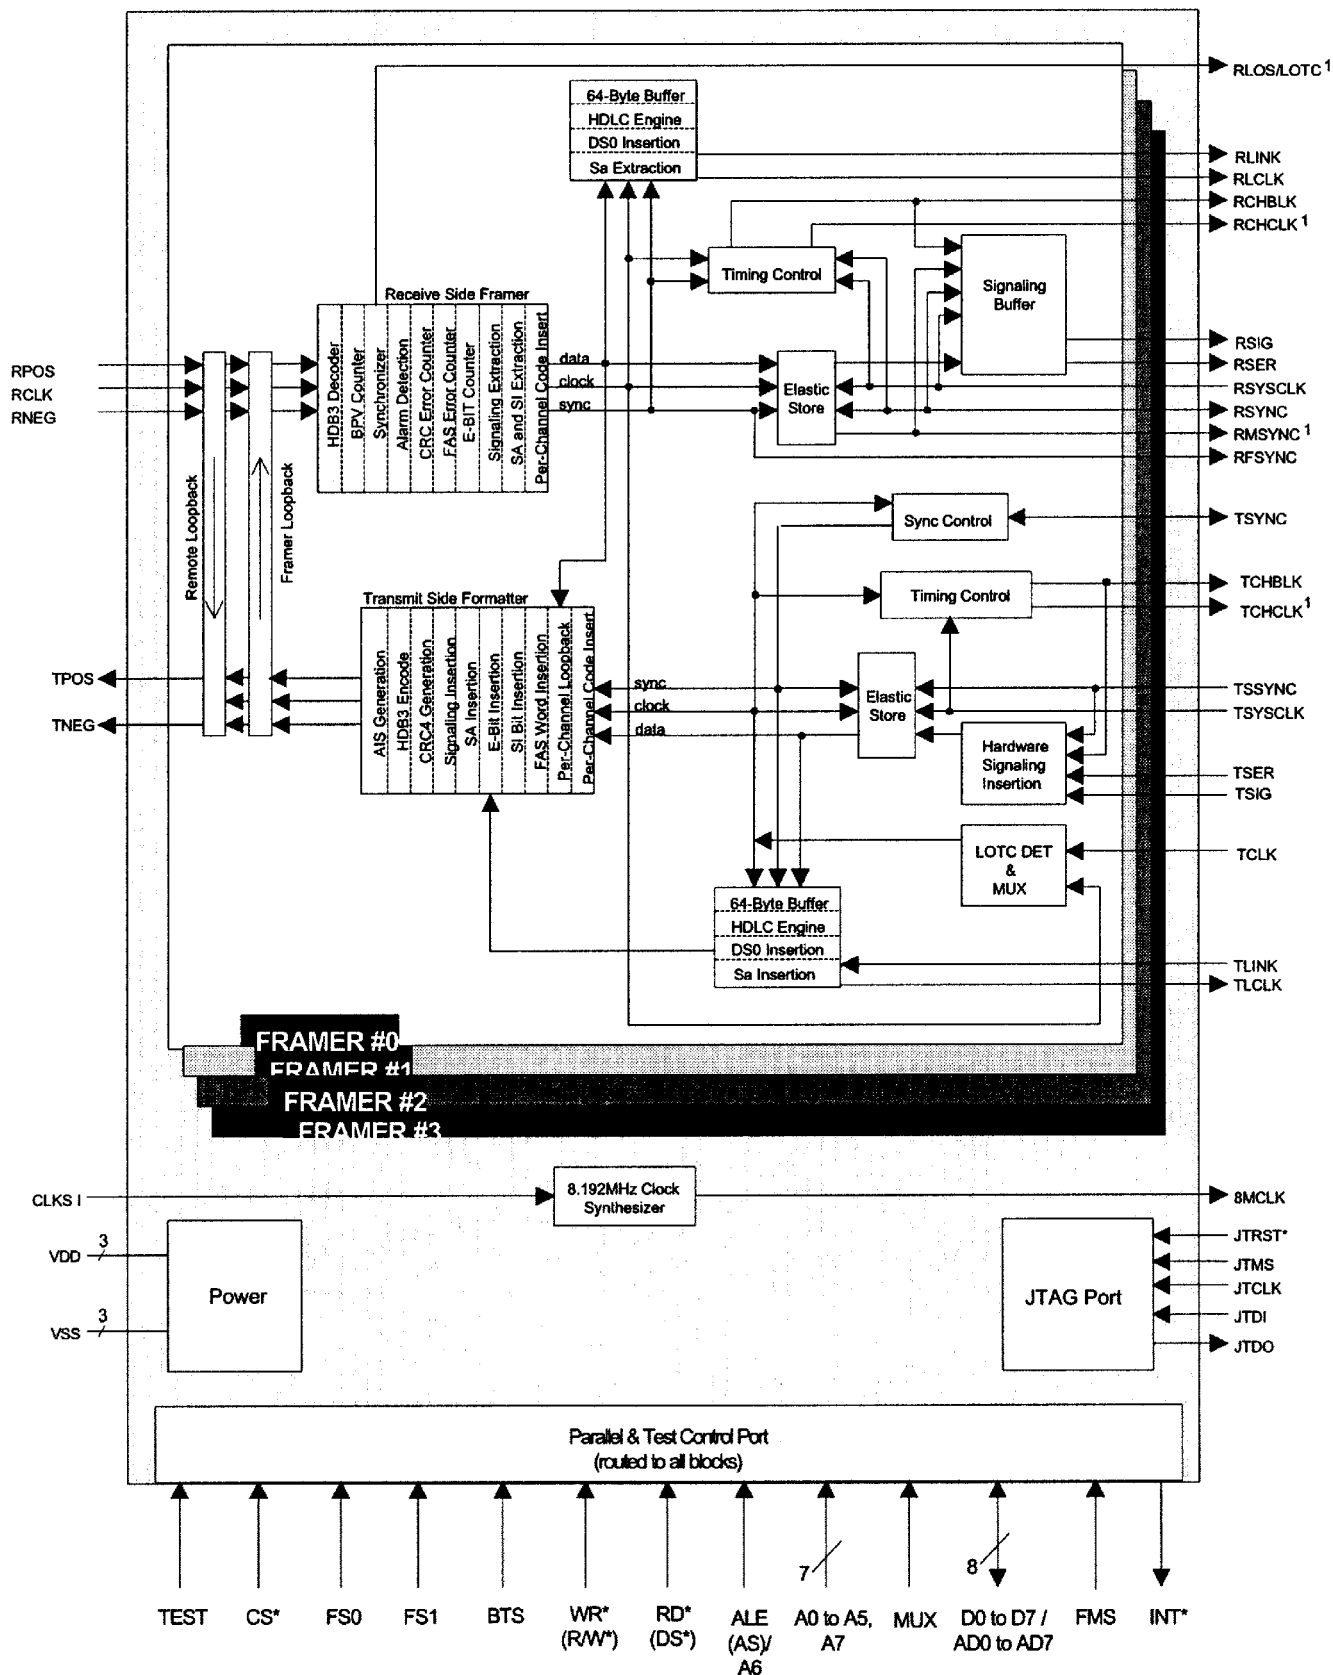 RLOS/LOTC 1
64-Byte Buffer
HDLC Engine
DS0 Insertion
Sa Extraction
RLINK
RLCLK
RCHBLK
RCHCLK 1
Timing Control
Signaling
Buffer
Receive Side Framer
HDB3 Decoder
BPV Counter
Synchronizer
Alarm Detection
CRC Error Counter
FAS Error Counter
E-BIT Counter
Signaling Extraction
SA and SI Extraction
Per-Channel Code Insert
RPOS
RCLK
RNEG
data
clock
sync
Elastic
Store
RSIG
RSER
RSYSCLK
RSYNC
RMSYNC 1
RFSYNC
Remote Loopback
Framer Loopback
Sync Control
TSYNC
Timing Control
TCHBLK
TCHCLK 1
Transmit Side Formatter
AIS Generation
HDB3 Encode
CRC4 Generation
Signaling Insertion
SA Insertion
E-Bit Insertion
SI Bit Insertion
FAS Word Insertion
Per-Channel Loopback
Per-Channel Code Insert
TPOS
TNEG
sync
clock
data
Elastic
Store
TSSYNC
TSYSCLK
Hardware
Signaling
Insertion
TSER
TSIG
LOTC DET
&
MUX
TCLK
64-Byte Buffer
HDLC Engine
DS0 Insertion
Sa Insertion
TLINK
TLCLK
FRAMER #0
FRAMER #1
FRAMER #2
FRAMER #3
CLKS I
8.192MHz Clock
Synthesizer
8MCLK
VDD
3
VSS
3
Power
JTAG Port
JTRST*
JTMS
JTCLK
JTDI
JTDO
Parallel & Test Control Port
(routed to all blocks)
7
8
TEST
CS*
FS0
FS1
BTS
WR*
(R/W*)
RD*
(DS*)
ALE
(AS)/
A6
A0 to A5,
A7
MUX
D0 to D7 /
AD0 to AD7
FMS
INT*